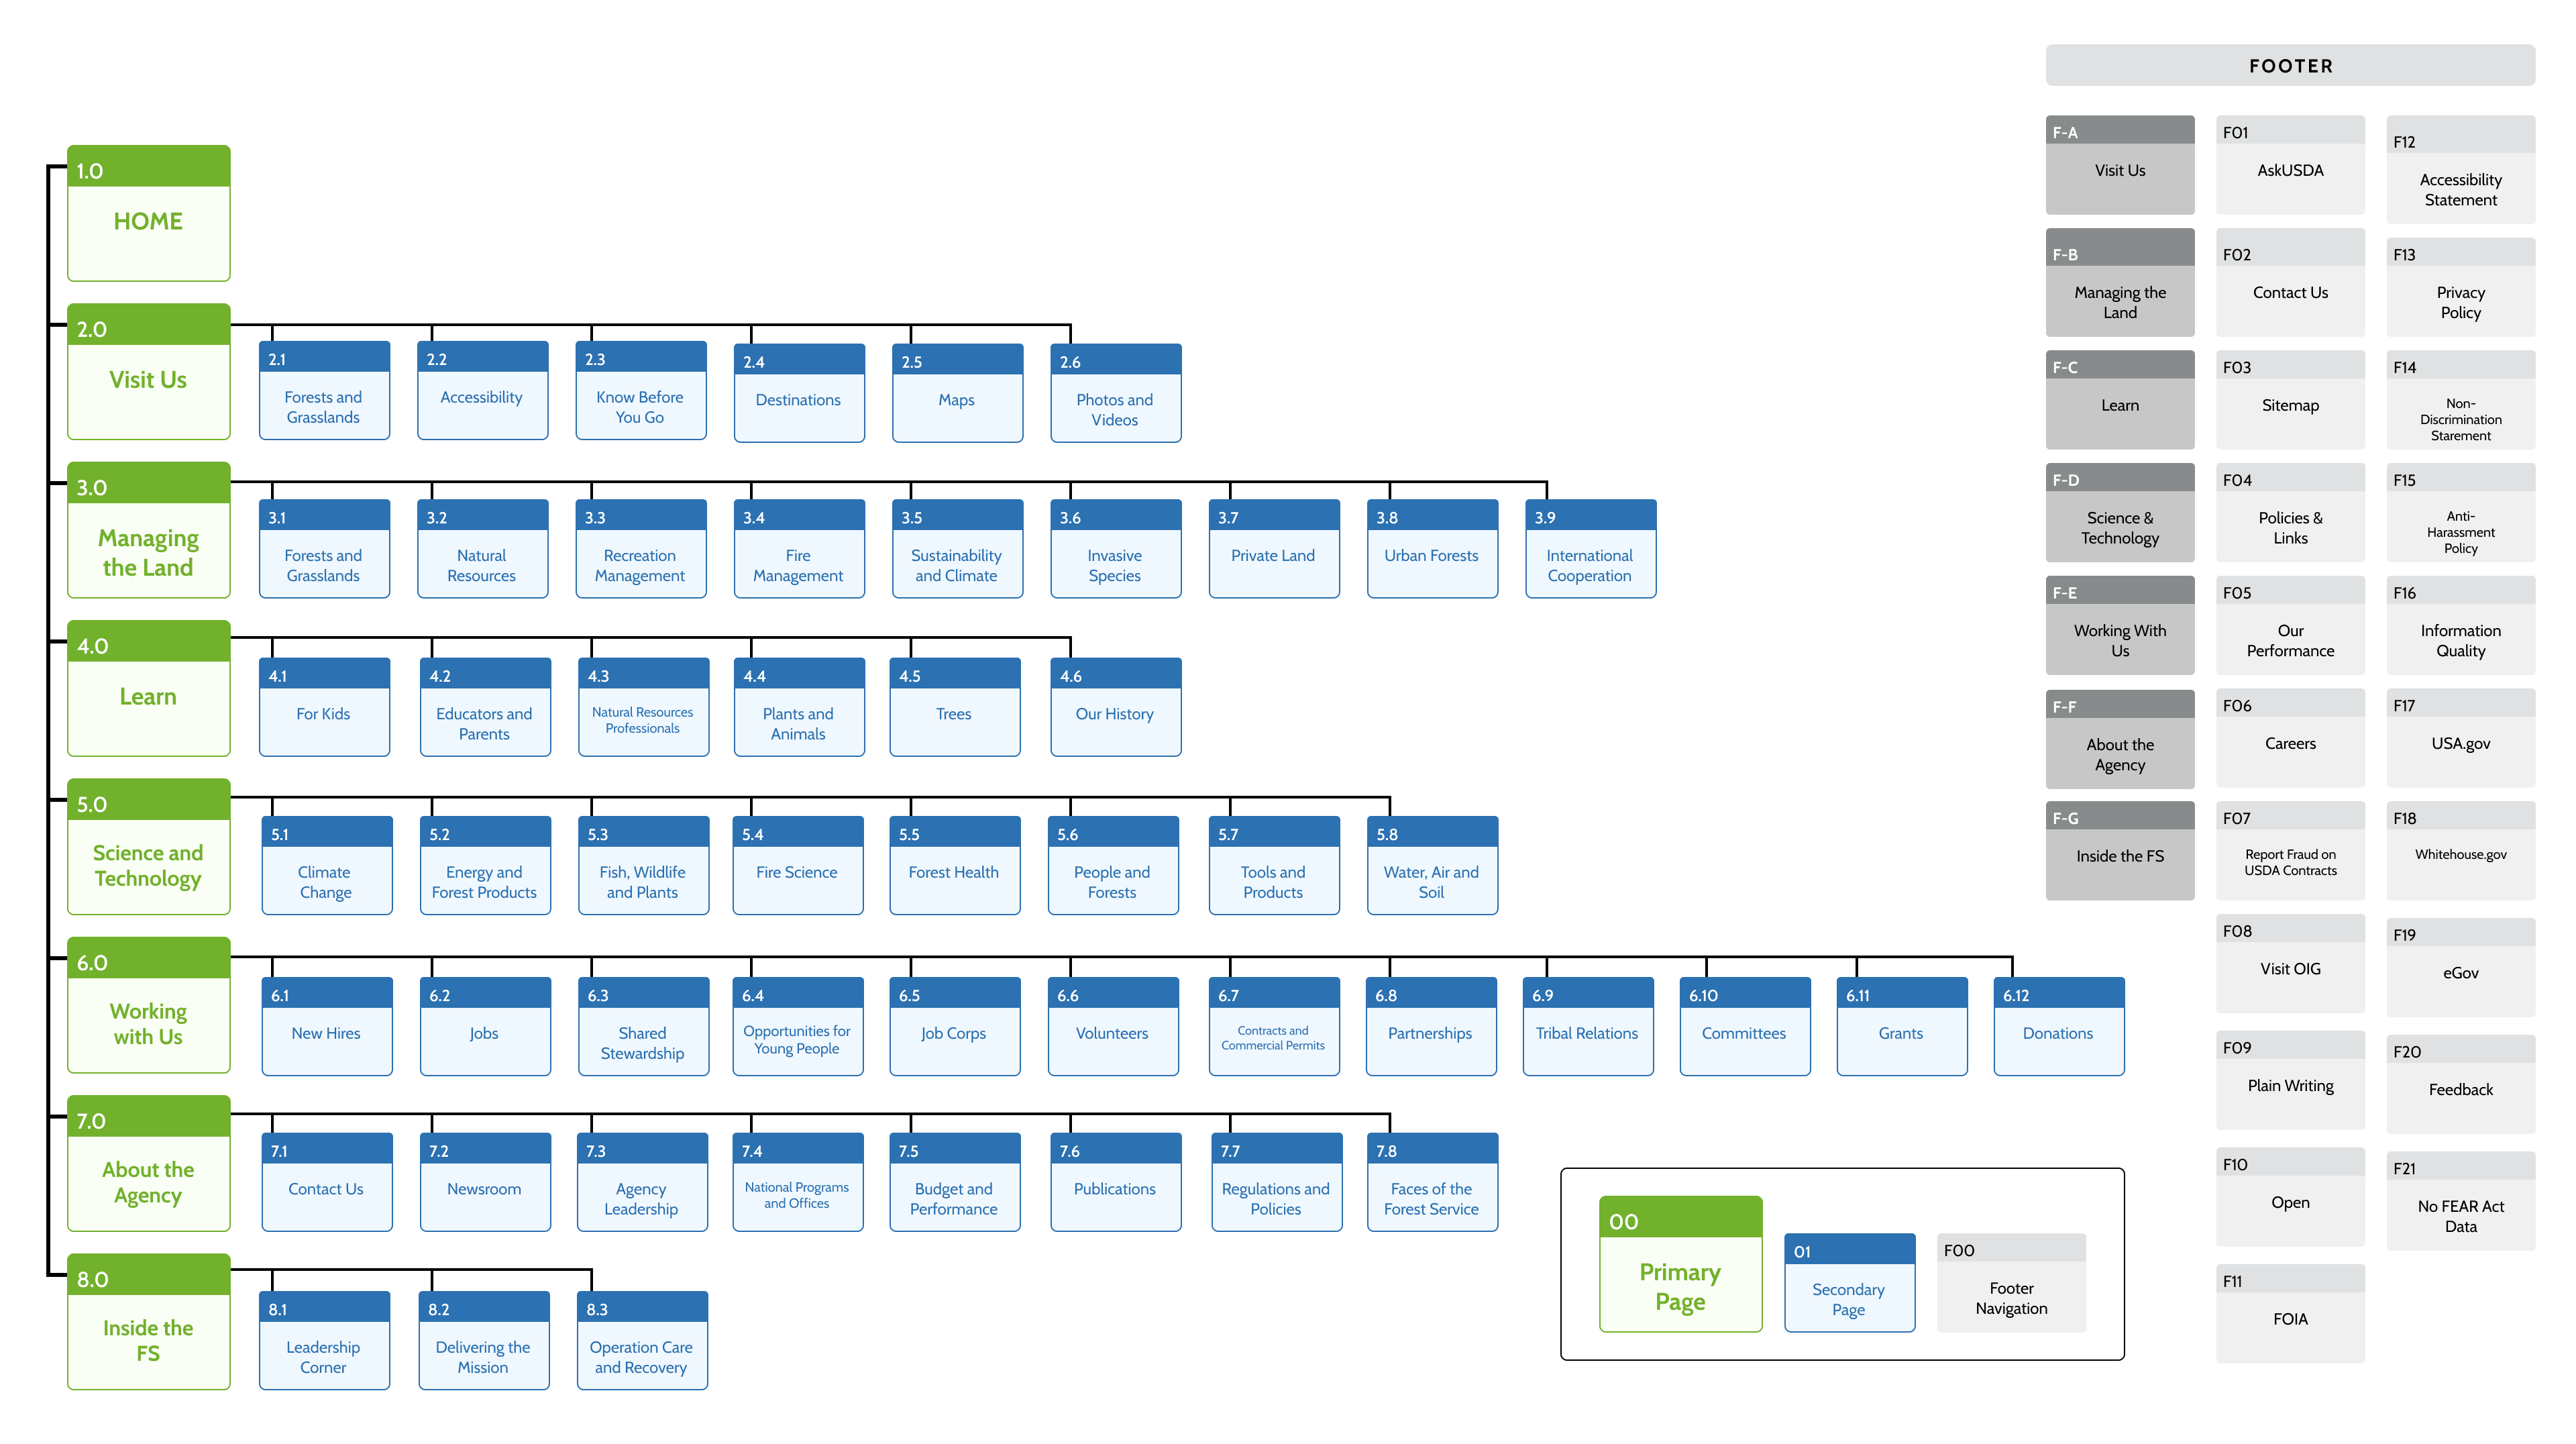 FOOTER
1.0
HOME
2.0
Visit Us
2.1
Forests and
Grasslands
2.2
Accessibility
2.3
Know Before
You Go
2.4
Destinations
2.5
Maps
2.6
Photos and
Videos
3.0
Managing
the Land
3.1
Forests and
Grasslands
3.2
Natural
Resources
3.3
Recreation
Management
3.4
Fire
Management
3.5
Sustainability
and Climate
3.6
Invasive
Species
3.7
Private Land
3.8
Urban Forests
3.9
International
Cooperation
4.0
Learn
4.1
For Kids
4.2
Educators and
Parents
4.3
Natural Resources
Professionals
4.4
Plants and
Animals
4.5
Trees
4.6
Our History
5.0
Science and
Technology
5.1
Climate
Change
5.2
Energy and
Forest Products
5.3
Fish, Wildlife
and Plants
5.4
Fire Science
5.5
Forest Health
5.6
People and
Forests
5.7
Tools and
Products
5.8
Water, Air and
Soil
6.0
Working
with Us
6.1
New Hires
6.2
Jobs
6.3
Shared
Stewardship
6.4
Opportunities for
Young People
6.5
Job Corps
6.6
Volunteers
6.7
Contracts and
Commercial Permits
6.8
Partnerships
6.9
Tribal Relations
6.10
Committees
6.11
Grants
6.12
Donations
7.0
About the
Agency
7.1
Contact Us
7.2
Newsroom
7.3
Agency
Leadership
7.4
National Programs
and Offices
7.5
Budget and
Performance
7.6
Publications
7.7
Regulations and
Policies
7.8
Faces of the
Forest Service
8.0
Inside the
FS
8.1
Leadership
Corner
8.2
Delivering the
Mission
8.3
Operation Care
and Recovery
00
Primary
Page
01
Secondary
Page
F00
Footer
Navigation
F-A
Visit Us
F-B
Managing the
Land
F-C
Learn
F-D
Science &
Technology
F-E
Working With
Us
F-F
About the
Agency
F-G
Inside the FS
F01
AskUSDA
F02
Contact Us
F03
Sitemap
F04
Policies &
Links
F05
Our
Performance
F06
Careers
F07
Report Fraud on
USDA Contracts
F08
Visit OIG
F09
Plain Writing
F10
Open
F11
FOIA
F12
Accessibility
Statement
F13
Privacy
Policy
F14
Non-
Discrimination
Starement
F15
Anti-
Harassment
Policy
F16
Information
Quality
F17
USA.gov
F18
Whitehouse.gov
F19
eGov
F20
Feedback
F21
No FEAR Act
Data